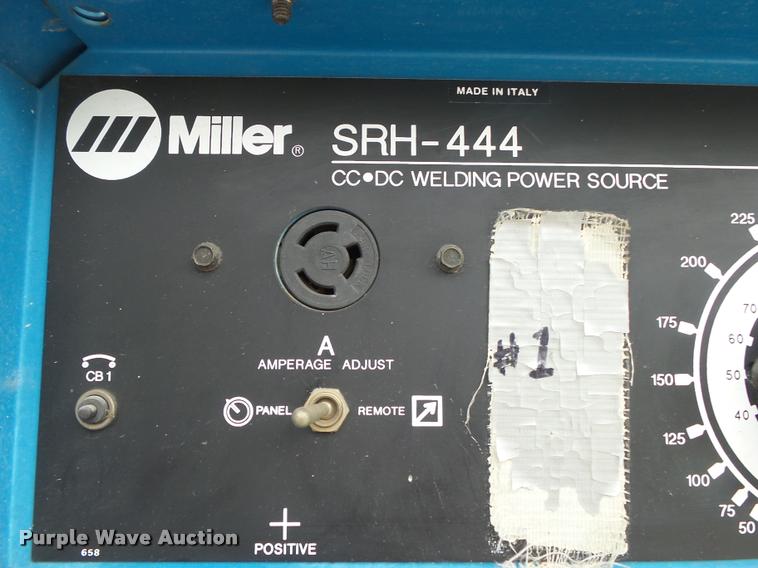 MADE IN ITALY
Miller®
SRH-444
CC•DC WELDING POWER SOURCE
A
AMPERAGE ADJUST
CB1
PANEL
REMOTE
#1
AH
225
200
175
150
125
100
75
50
70
60
50
40
+
POSITIVE
658
Purple Wave Auction